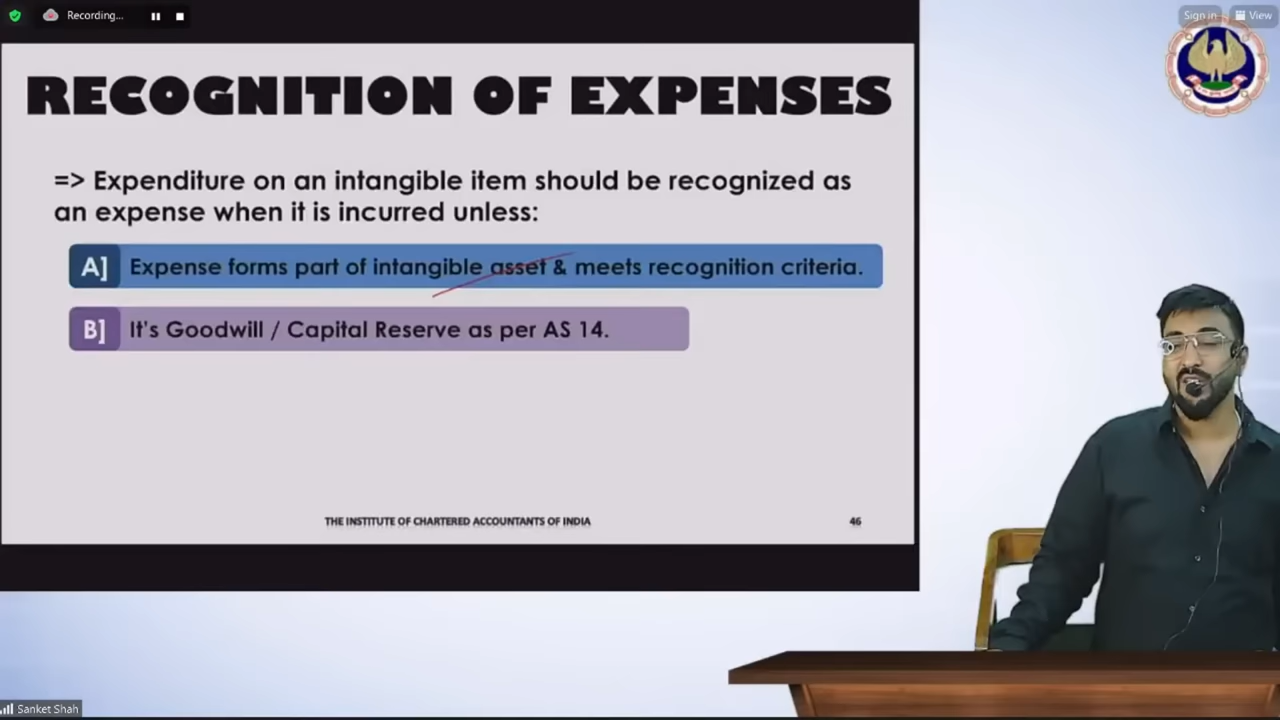 Recording...
Sign in
View
RECOGNITION OF EXPENSES
=> Expenditure on an intangible item should be recognized as
an expense when it is incurred unless:
A] Expense forms part of intangible asset & meets recognition criteria.
B] It's Goodwill / Capital Reserve as per AS 14.
THE INSTITUTE OF CHARTERED ACCOUNTANTS OF INDIA
46
Sanket Shah